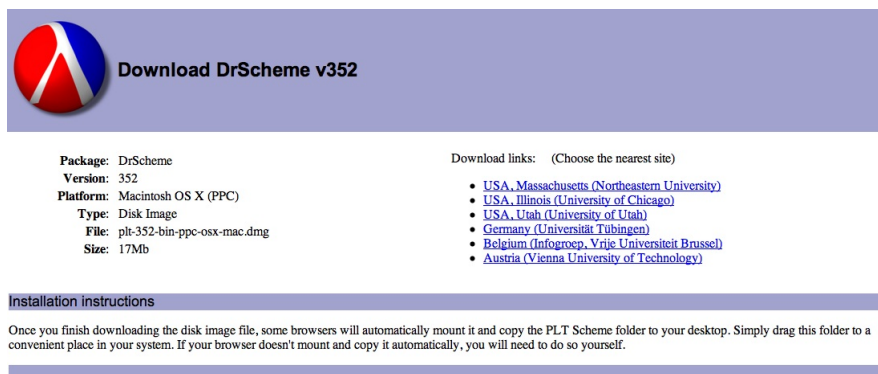 Download DrScheme v352
Package: DrScheme
Version: 352
Platform: Macintosh OS X (PPC)
Type: Disk Image
File: plt-352-bin-ppc-osx-mac.dmg
Size: 17Mb
Download links: (Choose the nearest site)
• USA, Massachusetts (Northeastern University)
• USA, Illinois (University of Chicago)
• USA, Utah (University of Utah)
• Germany (Universität Tübingen)
• Belgium (Infogroep, Vrije Universiteit Brussel)
• Austria (Vienna University of Technology)
Installation instructions
Once you finish downloading the disk image file, some browsers will automatically mount it and copy the PLT Scheme folder to your desktop. Simply drag this folder to a
convenient place in your system. If your browser doesn't mount and copy it automatically, you will need to do so yourself.